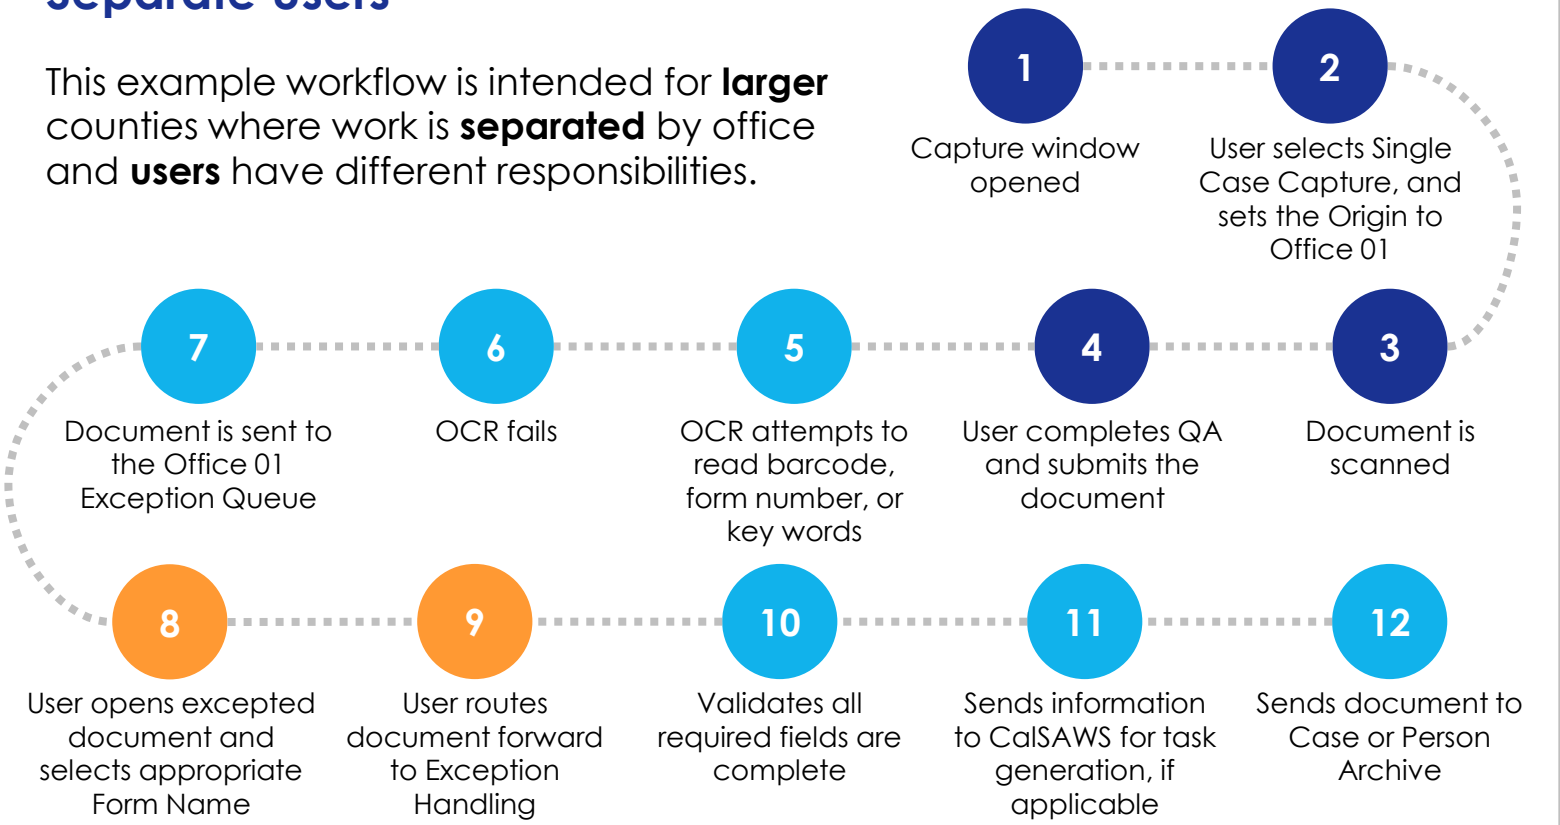 Separate Users
This example workflow is intended for larger
counties where work is separated by office
and users have different responsibilities.
1
Capture window
opened
2
User selects Single
Case Capture, and
sets the Origin to
Office 01
3
Document is
scanned
4
User completes QA
and submits the
document
5
OCR attempts to
read barcode,
form number, or
key words
6
OCR fails
7
Document is sent to
the Office 01
Exception Queue
8
User opens excepted
document and
selects appropriate
Form Name
9
User routes
document forward
to Exception
Handling
10
Validates all
required fields are
complete
11
Sends information
to CalSAWS for task
generation, if
applicable
12
Sends document to
Case or Person
Archive